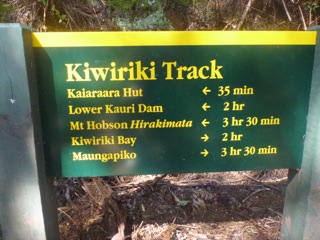 Kiwiriki Track
Kaiaraara Hut ← 35 min
Lower Kauri Dam ← 2 hr
Mt Hobson Hirakimata ← 3 hr 30 min
Kiwiriki Bay → 2 hr
Maungapiko → 3 hr 30 min